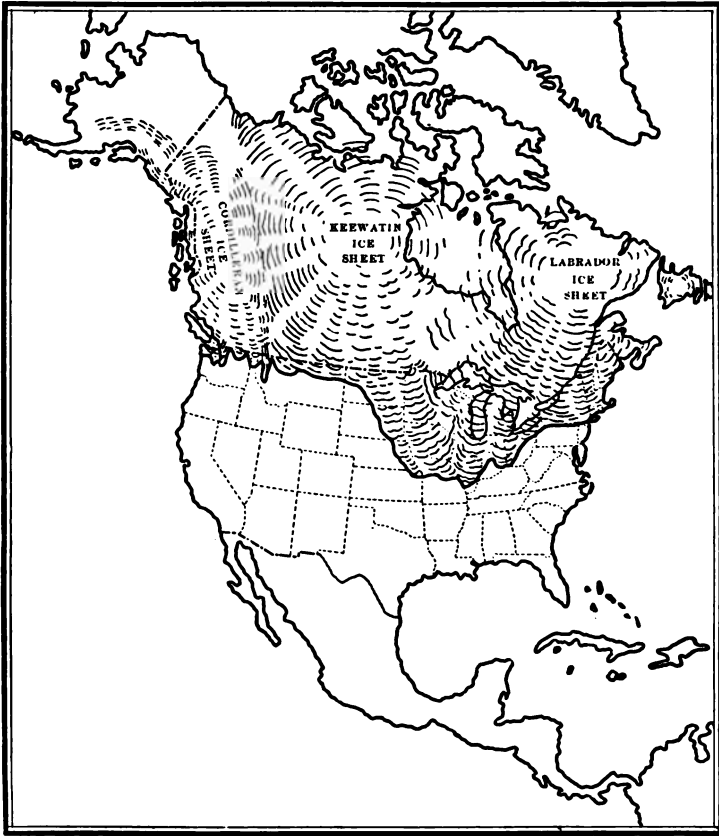 CORDILLERAN
ICE
SHEET
KEEWATIN
ICE
SHEET
LABRADOR
ICE
SHEET